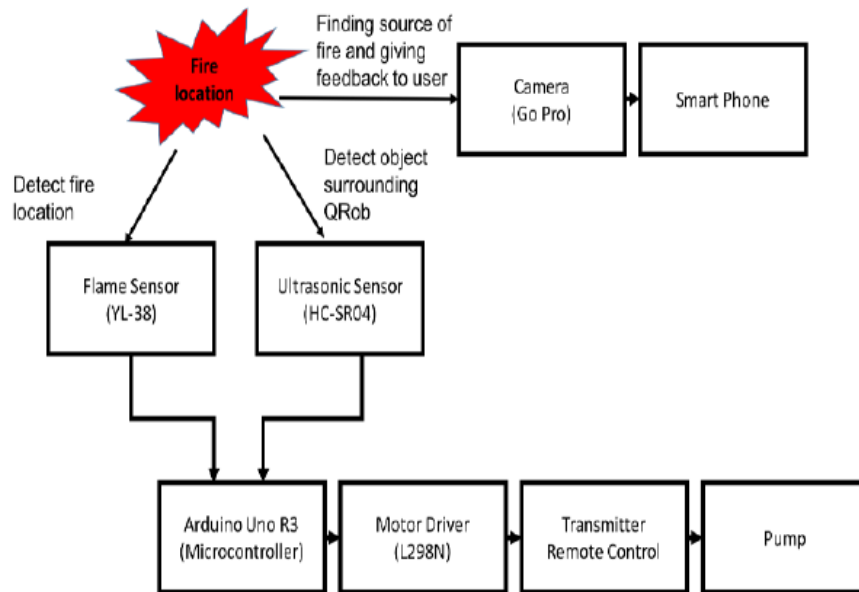 Finding source of
fire and giving
feedback to user
Fire
location
Camera
(Go Pro)
Smart Phone
Detect fire
location
Detect object
surrounding
QRob
Flame Sensor
(YL-38)
Ultrasonic Sensor
(HC-SR04)
Arduino Uno R3
(Microcontroller)
Motor Driver
(L298N)
Transmitter
Remote Control
Pump